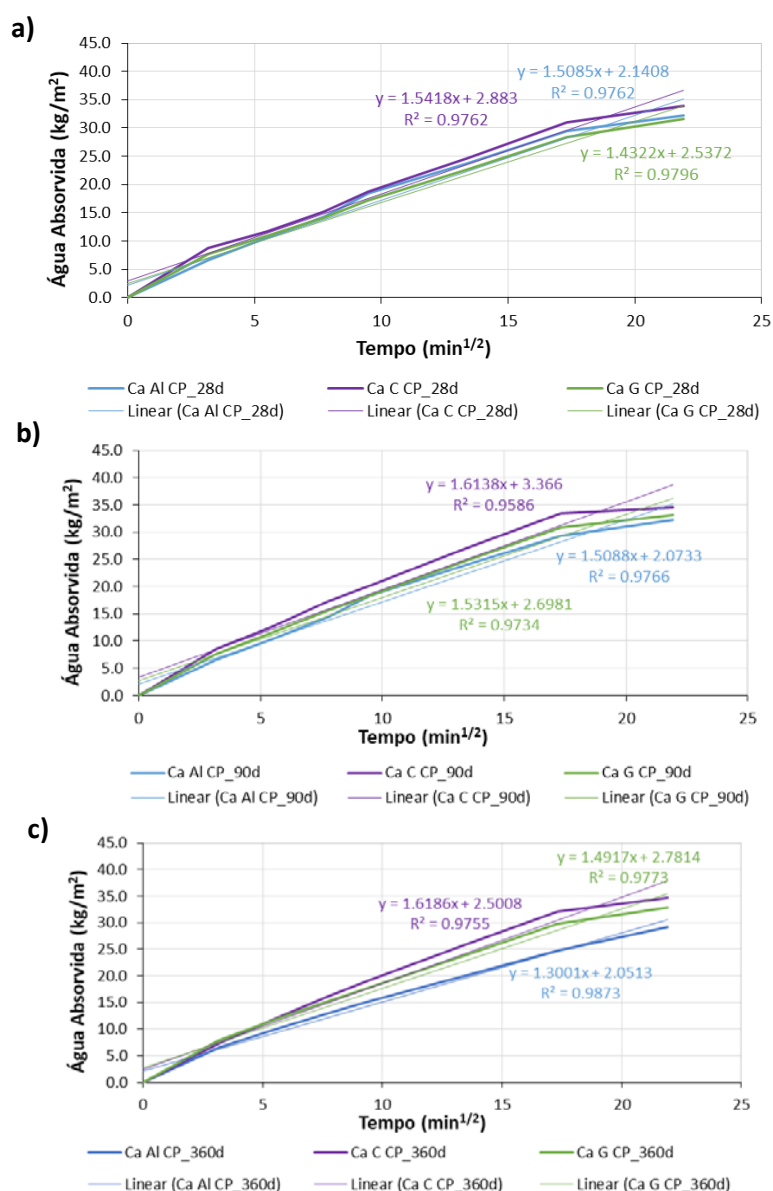 a)
45.0
40.0
35.0
30.0
25.0
20.0
15.0
10.0
5.0
0.0
Água Absorvida (kg/m²)
y = 1.5085x + 2.1408
R² = 0.9762
y = 1.5418x + 2.883
R² = 0.9762
y = 1.4322x + 2.5372
R² = 0.9796
0 5 10 15 20 25
Tempo (min^1/2)
Ca Al CP_28d Ca C CP_28d Ca G CP_28d
Linear (Ca Al CP_28d) Linear (Ca C CP_28d) Linear (Ca G CP_28d)
b)
45.0
40.0
35.0
30.0
25.0
20.0
15.0
10.0
5.0
0.0
Água Absorvida (kg/m²)
y = 1.6138x + 3.366
R² = 0.9586
y = 1.5088x + 2.0733
R² = 0.9766
y = 1.5315x + 2.6981
R² = 0.9734
0 5 10 15 20 25
Tempo (min^1/2)
Ca Al CP_90d Ca C CP_90d Ca G CP_90d
Linear (Ca Al CP_90d) Linear (Ca C CP_90d) Linear (Ca G CP_90d)
c)
45.0
40.0
35.0
30.0
25.0
20.0
15.0
10.0
5.0
0.0
Água Absorvida (kg/m²)
y = 1.4917x + 2.7814
R² = 0.9773
y = 1.6186x + 2.5008
R² = 0.9755
y = 1.3001x + 2.0513
R² = 0.9873
0 5 10 15 20 25
Tempo (min^1/2)
Ca Al CP_360d Ca C CP_360d Ca G CP_360d
Linear (Ca Al CP_360d) Linear (Ca C CP_360d) Linear (Ca G CP_360d)